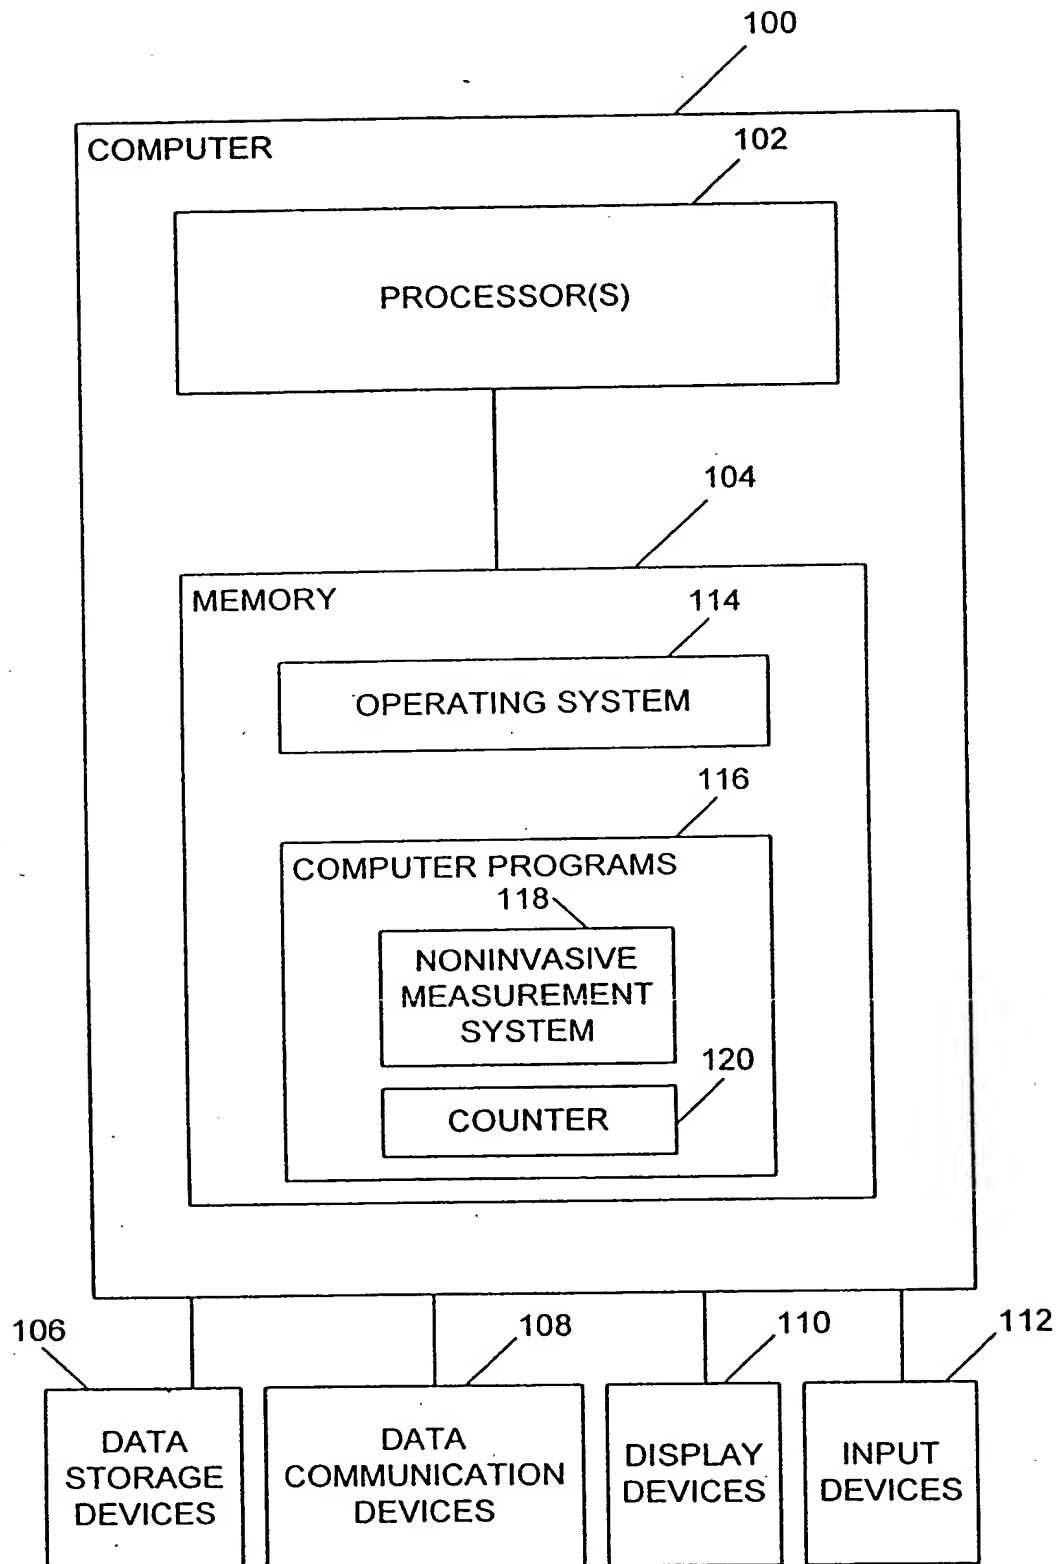 100
COMPUTER
102
PROCESSOR(S)
104
MEMORY
114
OPERATING SYSTEM
116
COMPUTER PROGRAMS
118
NONINVASIVE
MEASUREMENT
SYSTEM
120
COUNTER
106
108
110
112
DATA
STORAGE
DEVICES
DATA
COMMUNICATION
DEVICES
DISPLAY
DEVICES
INPUT
DEVICES